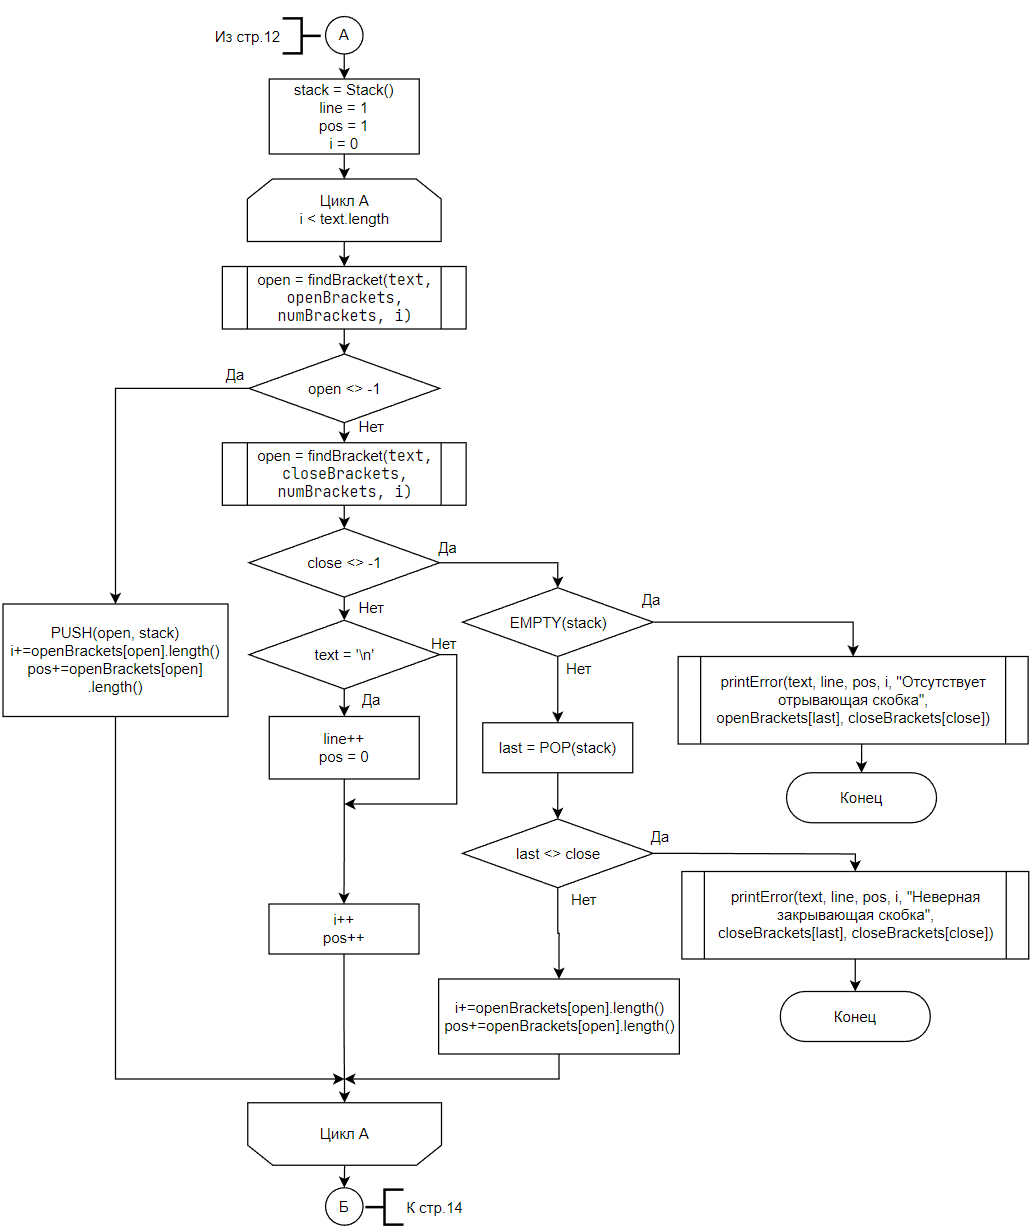 Из стр.12
А
stack = Stack()
line = 1
pos = 1
i = 0
Цикл А
i < text.length
open = findBracket(text,
openBrackets,
numBrackets, i)
Да
open <> -1
Нет
open = findBracket(text,
closeBrackets,
numBrackets, i)
close <> -1
Да
Нет
EMPTY(stack)
Да
Нет
PUSH(open, stack)
i+=openBrackets[open].length()
pos+=openBrackets[open]
.length()
text = '\n'
Нет
Да
printError(text, line, pos, i, "Отсутствует
отрывающая скобка",
openBrackets[last], closeBrackets[close])
line++
pos = 0
last = POP(stack)
Конец
last <> close
Да
Нет
printError(text, line, pos, i, "Неверная
закрывающая скобка",
closeBrackets[last], closeBrackets[close])
i++
pos++
i+=openBrackets[open].length()
pos+=openBrackets[open].length()
Конец
Цикл А
Б
К стр.14